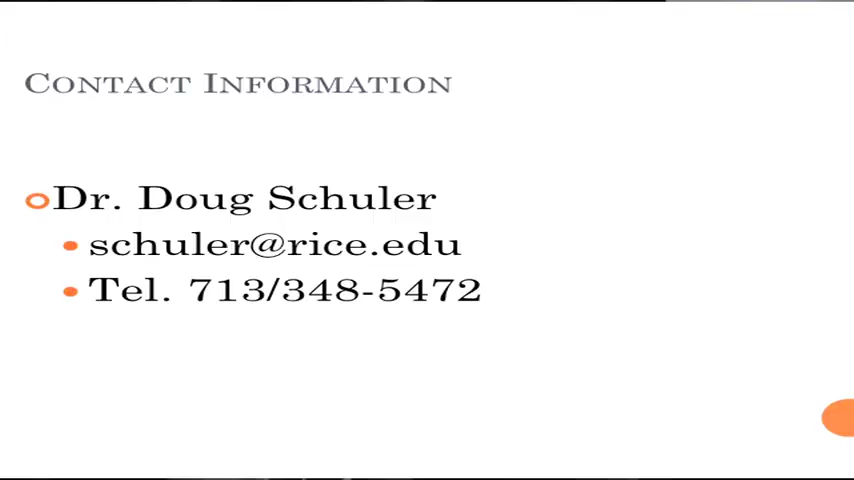 Contact Information
Dr. Doug Schuler
schuler@rice.edu
Tel. 713/348-5472